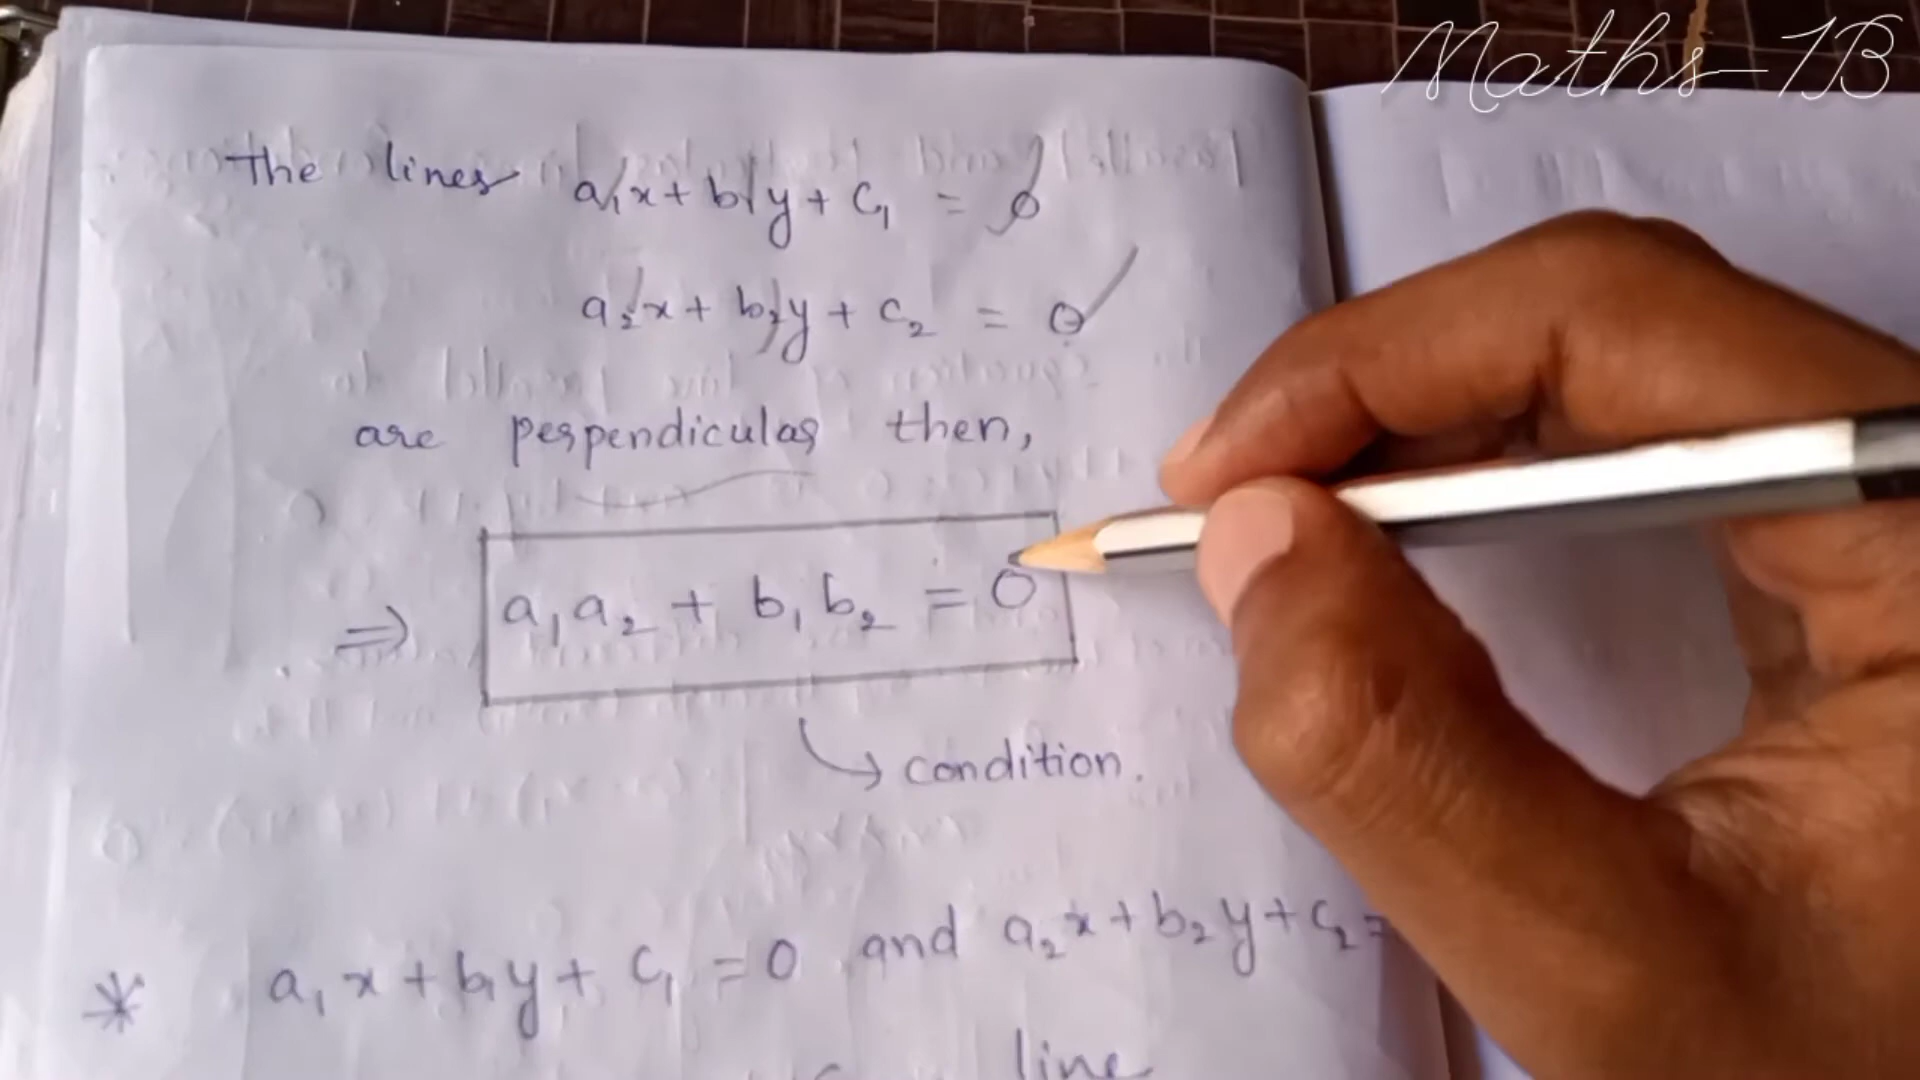 Maths-1B
The lines a₁x + b₁y + c₁ = 0
a₂x + b₂y + c₂ = 0
are perpendicular then,
⇒ a₁a₂ + b₁b₂ = 0
↳ condition.
* a₁x + b₁y + c₁ = 0 and a₂x + b₂y + c₂ =
line